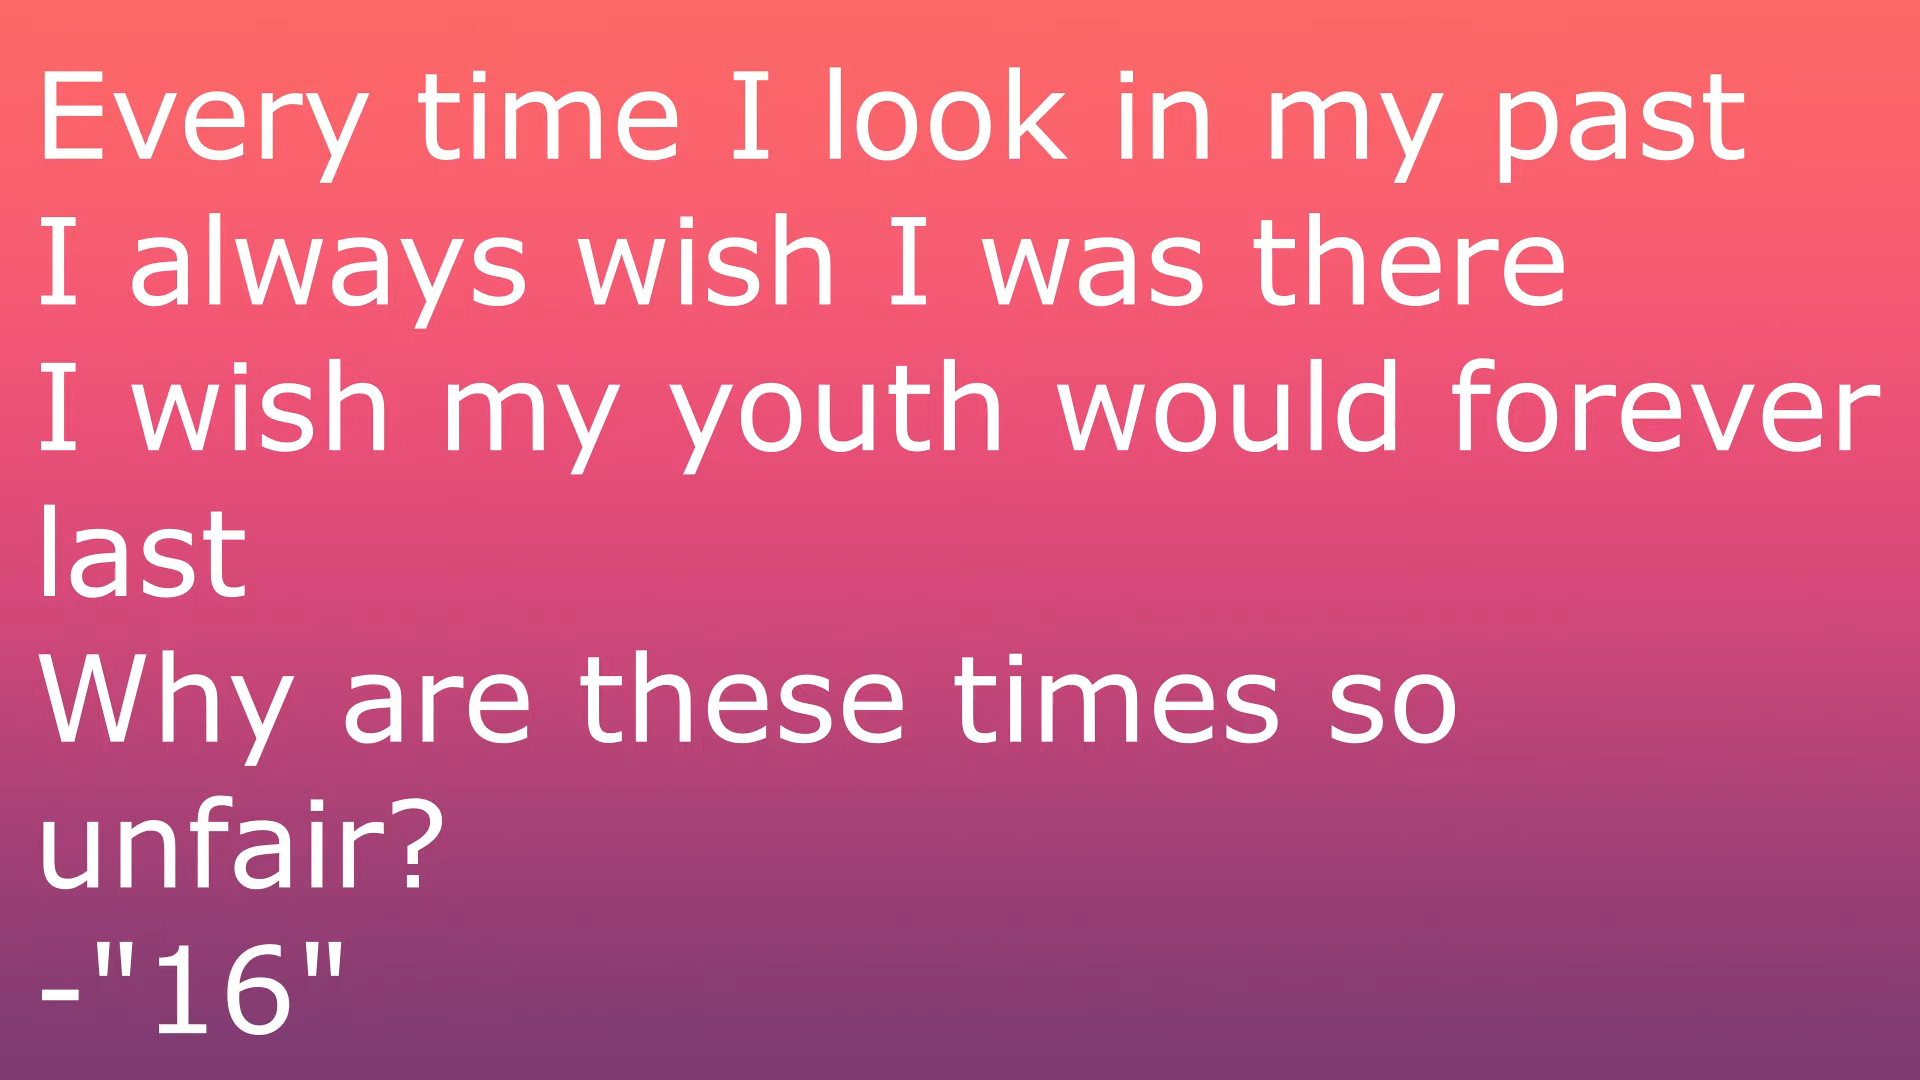 Every time I look in my past
I always wish I was there
I wish my youth would forever
last
Why are these times so
unfair?
-"16"